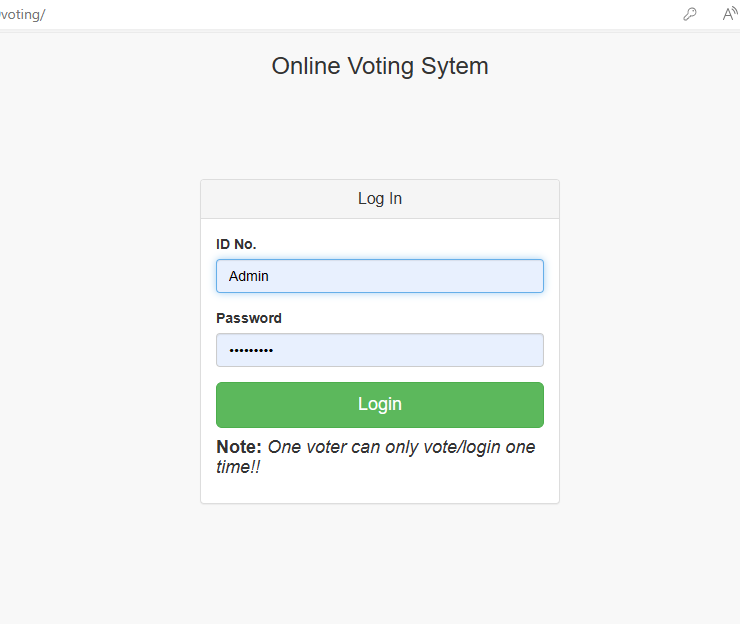 voting/
Online Voting Sytem
Log In
ID No.
Admin
Password
•••••••••
Login
Note: One voter can only vote/login one
time!!